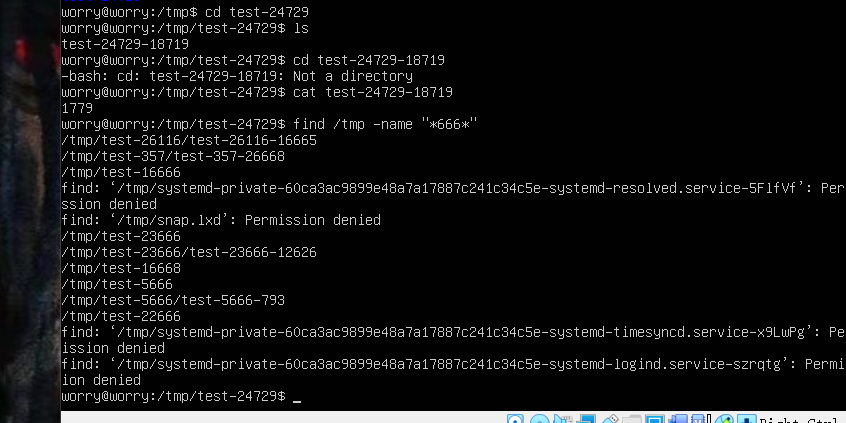 worry@worry:/tmp$ cd test-24729
worry@worry:/tmp/test-24729$ ls
test-24729-18719
worry@worry:/tmp/test-24729$ cd test-24729-18719
-bash: cd: test-24729-18719: Not a directory
worry@worry:/tmp/test-24729$ cat test-24729-18719
1779
worry@worry:/tmp/test-24729$ find /tmp -name "*666*"
/tmp/test-26116/test-26116-16665
/tmp/test-357/test-357-26668
/tmp/test-16666
find: ‘/tmp/systemd-private-60ca3ac9899e48a7a17887c241c34c5e-systemd-resolved.service-5FlfVf’: Per
ssion denied
find: ‘/tmp/snap.lxd’: Permission denied
/tmp/test-23666
/tmp/test-23666/test-23666-12626
/tmp/test-16668
/tmp/test-5666
/tmp/test-5666/test-5666-793
/tmp/test-22666
find: ‘/tmp/systemd-private-60ca3ac9899e48a7a17887c241c34c5e-systemd-timesyncd.service-x9LwPg’: Pe
ission denied
find: ‘/tmp/systemd-private-60ca3ac9899e48a7a17887c241c34c5e-systemd-logind.service-szrqtg’: Permi
ion denied
worry@worry:/tmp/test-24729$ _
Right Ctrl